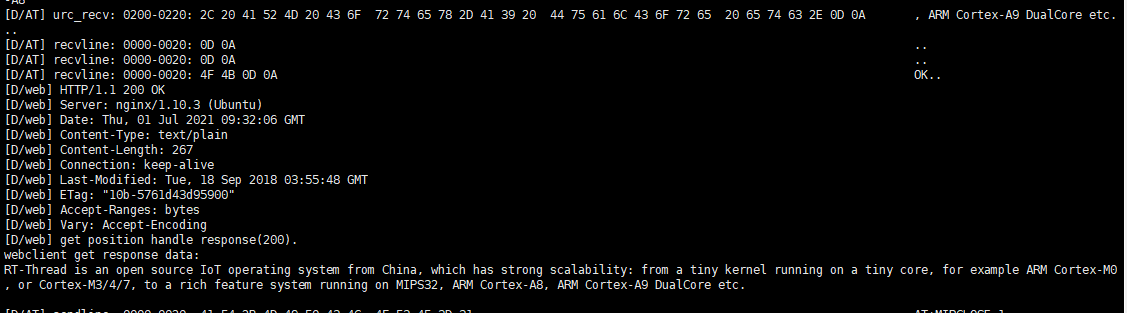 -A8
[D/AT] urc_recv: 0200-0220: 2C 20 41 52 4D 20 43 6F  72 74 65 78 2D 41 39 20  44 75 61 6C 43 6F 72 65  20 65 74 63 2E 0D 0A       , ARM Cortex-A9 DualCore etc.
..
[D/AT] recvline: 0000-0020: 0D 0A       ..
[D/AT] recvline: 0000-0020: 0D 0A       ..
[D/AT] recvline: 0000-0020: 4F 4B 0D 0A       OK..
[D/web] HTTP/1.1 200 OK
[D/web] Server: nginx/1.10.3 (Ubuntu)
[D/web] Date: Thu, 01 Jul 2021 09:32:06 GMT
[D/web] Content-Type: text/plain
[D/web] Content-Length: 267
[D/web] Connection: keep-alive
[D/web] Last-Modified: Tue, 18 Sep 2018 03:55:48 GMT
[D/web] ETag: "10b-5761d43d95900"
[D/web] Accept-Ranges: bytes
[D/web] Vary: Accept-Encoding
[D/web] get position handle response(200).
webclient get response data:
RT-Thread is an open source IoT operating system from China, which has strong scalability: from a tiny kernel running on a tiny core, for example ARM Cortex-M0
, or Cortex-M3/4/7, to a rich feature system running on MIPS32, ARM Cortex-A8, ARM Cortex-A9 DualCore etc.